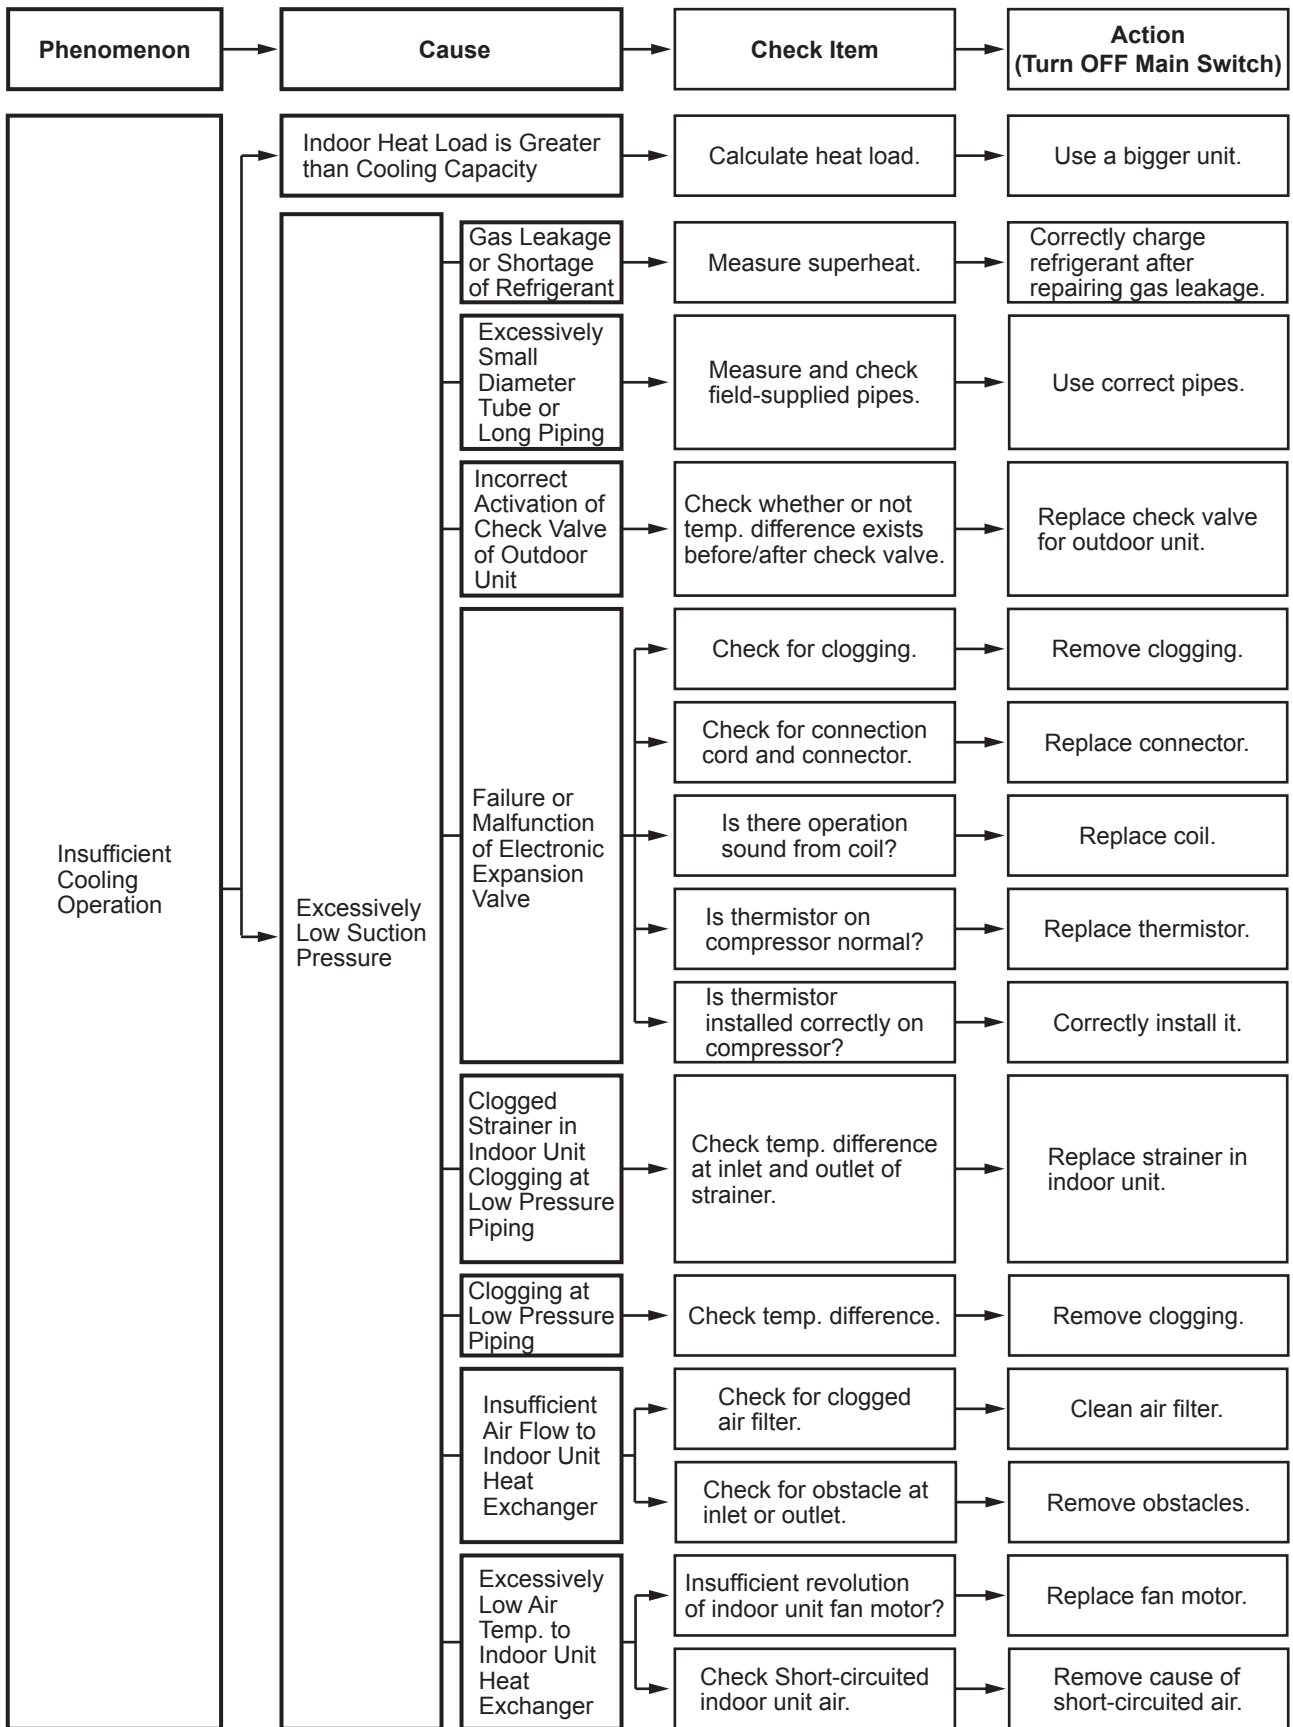 Phenomenon
Cause
Check Item
Action
(Turn OFF Main Switch)
Insufficient
Cooling
Operation
Indoor Heat Load is Greater
than Cooling Capacity
Calculate heat load.
Use a bigger unit.
Excessively
Low Suction
Pressure
Gas Leakage
or Shortage
of Refrigerant
Measure superheat.
Correctly charge
refrigerant after
repairing gas leakage.
Excessively
Small
Diameter
Tube or
Long Piping
Measure and check
field-supplied pipes.
Use correct pipes.
Incorrect
Activation of
Check Valve
of Outdoor
Unit
Check whether or not
temp. difference exists
before/after check valve.
Replace check valve
for outdoor unit.
Failure or
Malfunction
of Electronic
Expansion
Valve
Check for clogging.
Remove clogging.
Check for connection
cord and connector.
Replace connector.
Is there operation
sound from coil?
Replace coil.
Is thermistor on
compressor normal?
Replace thermistor.
Is thermistor
installed correctly on
compressor?
Correctly install it.
Clogged
Strainer in
Indoor Unit
Clogging at
Low Pressure
Piping
Check temp. difference
at inlet and outlet of
strainer.
Replace strainer in
indoor unit.
Clogging at
Low Pressure
Piping
Check temp. difference.
Remove clogging.
Insufficient
Air Flow to
Indoor Unit
Heat
Exchanger
Check for clogged
air filter.
Clean air filter.
Check for obstacle at
inlet or outlet.
Remove obstacles.
Excessively
Low Air
Temp. to
Indoor Unit
Heat
Exchanger
Insufficient revolution
of indoor unit fan motor?
Replace fan motor.
Check Short-circuited
indoor unit air.
Remove cause of
short-circuited air.